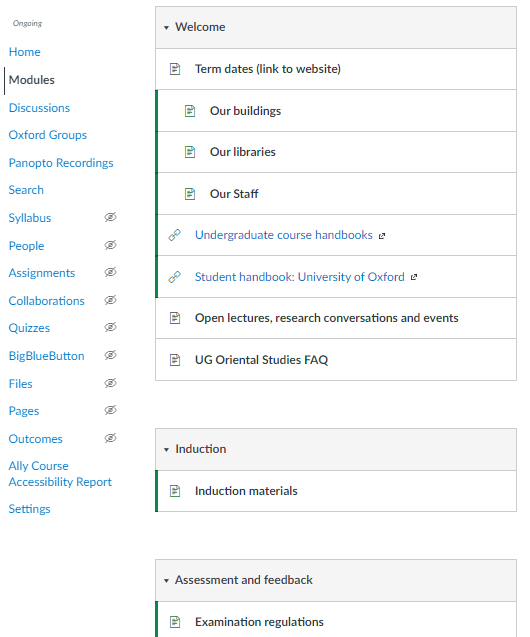 Ongoing
Home
Modules
Discussions
Oxford Groups
Panopto Recordings
Search
Syllabus
People
Assignments
Collaborations
Quizzes
BigBlueButton
Files
Pages
Outcomes
Ally Course
Accessibility Report
Settings
Welcome
Term dates (link to website)
Our buildings
Our libraries
Our Staff
Undergraduate course handbooks
Student handbook: University of Oxford
Open lectures, research conversations and events
UG Oriental Studies FAQ
Induction
Induction materials
Assessment and feedback
Examination regulations